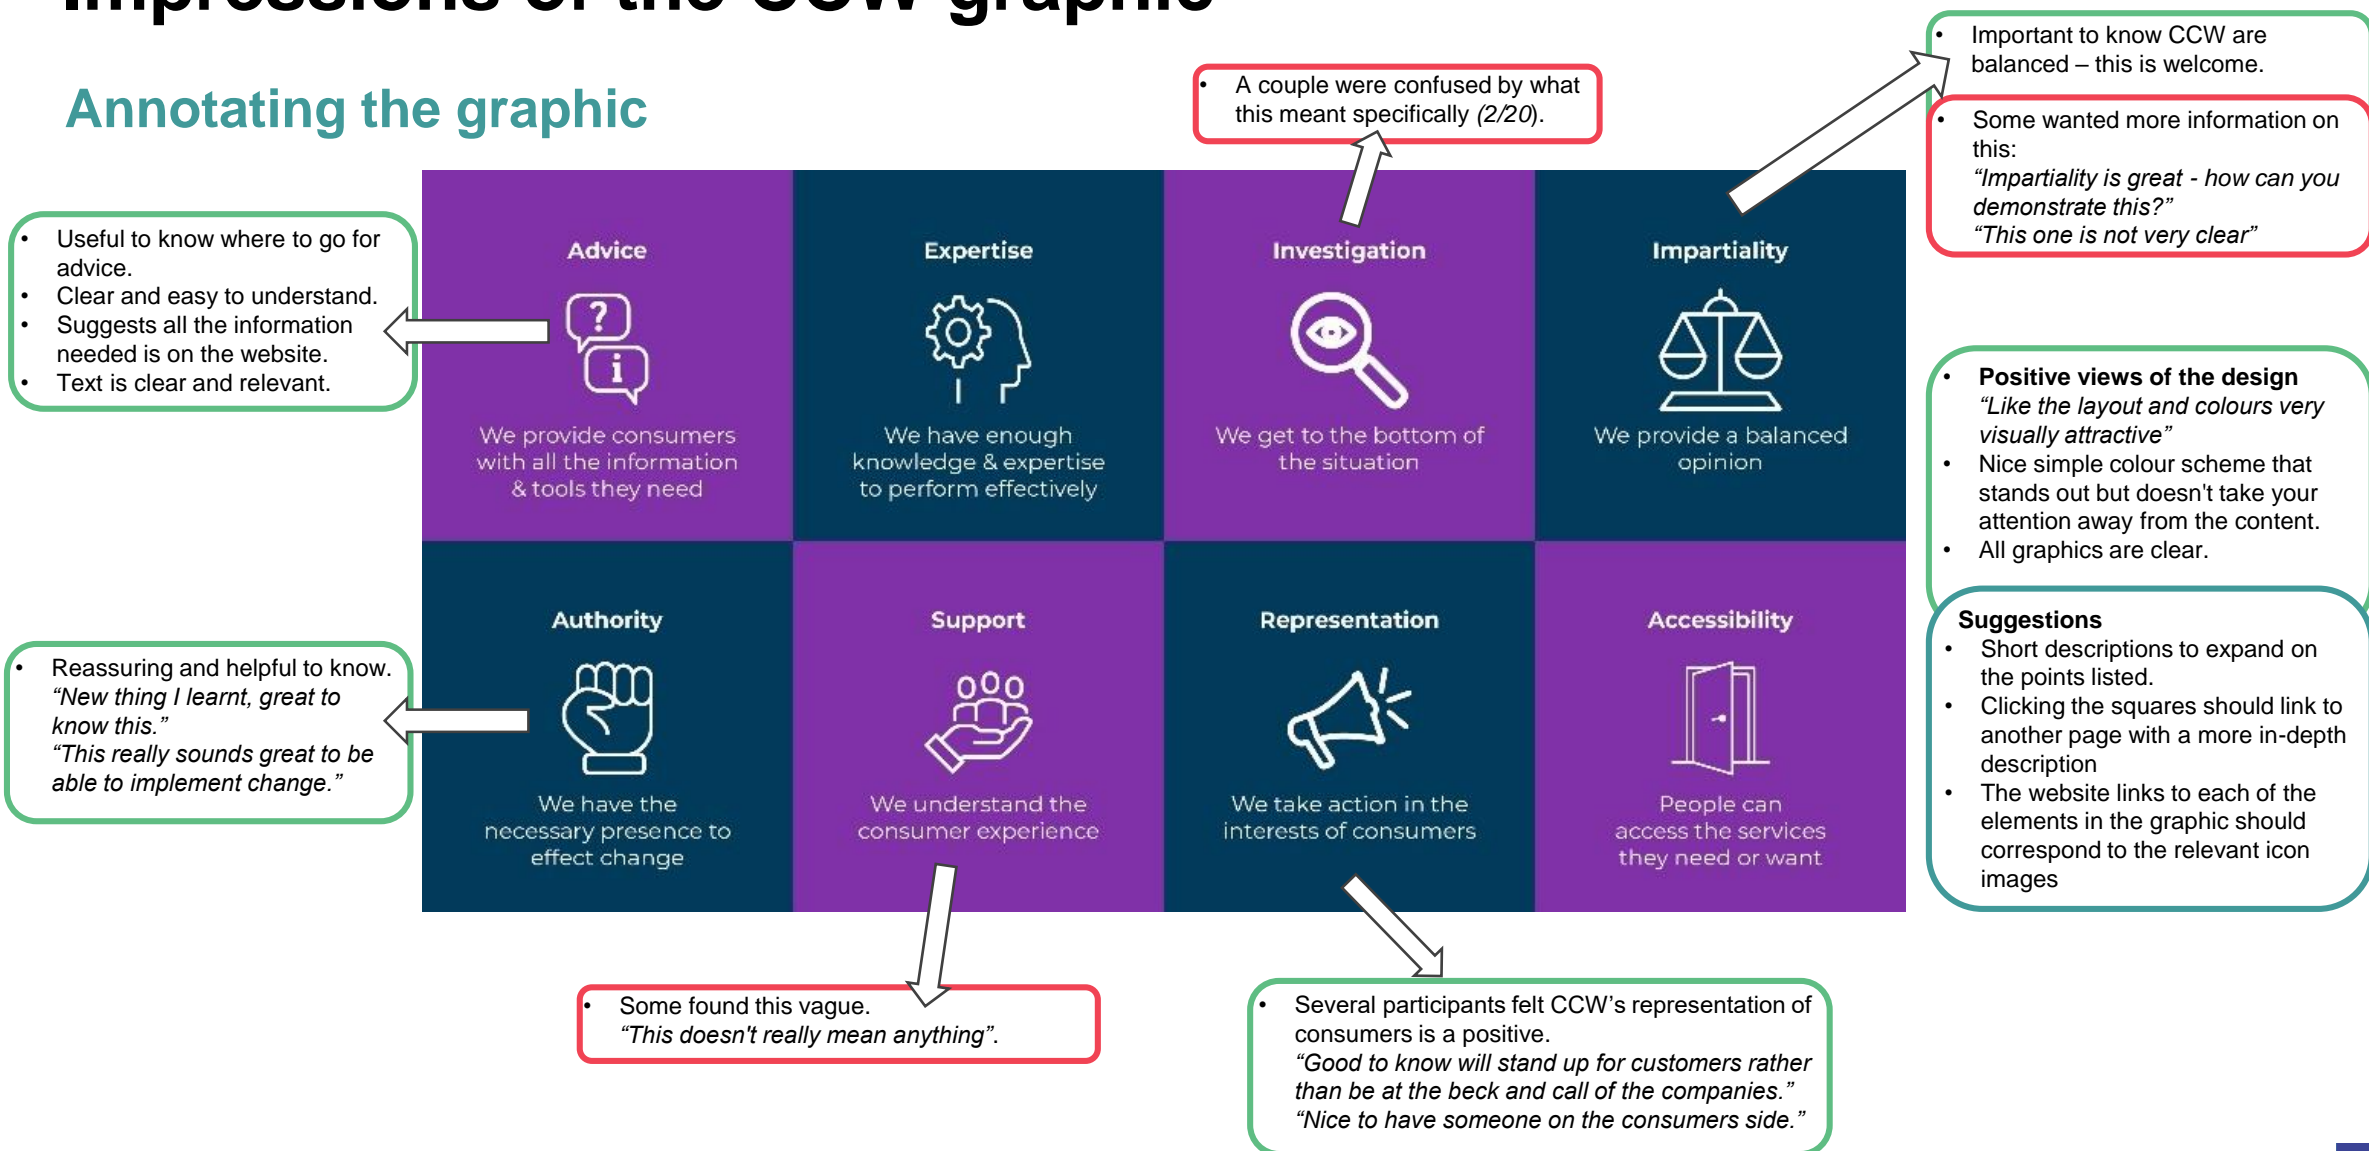 Impressions of the CCW graphic
Annotating the graphic
• A couple were confused by what
this meant specifically (2/20).
• Important to know CCW are
balanced – this is welcome.
• Some wanted more information on
this:
“Impartiality is great - how can you
demonstrate this?”
“This one is not very clear”
• Useful to know where to go for
advice.
• Clear and easy to understand.
• Suggests all the information
needed is on the website.
• Text is clear and relevant.
Advice
?
i
We provide consumers
with all the information
& tools they need
Expertise
We have enough
knowledge & expertise
to perform effectively
Investigation
We get to the bottom of
the situation
Impartiality
We provide a balanced
opinion
• Positive views of the design
“Like the layout and colours very
visually attractive”
• Nice simple colour scheme that
stands out but doesn't take your
attention away from the content.
• All graphics are clear.
• Reassuring and helpful to know.
“New thing I learnt, great to
know this.”
“This really sounds great to be
able to implement change.”
Authority
We have the
necessary presence to
effect change
Support
We understand the
consumer experience
Representation
We take action in the
interests of consumers
Accessibility
People can
access the services
they need or want
Suggestions
• Short descriptions to expand on
the points listed.
• Clicking the squares should link to
another page with a more in-depth
description
• The website links to each of the
elements in the graphic should
correspond to the relevant icon
images
• Some found this vague.
“This doesn't really mean anything”.
• Several participants felt CCW’s representation of
consumers is a positive.
“Good to know will stand up for customers rather
than be at the beck and call of the companies.”
“Nice to have someone on the consumers side.”